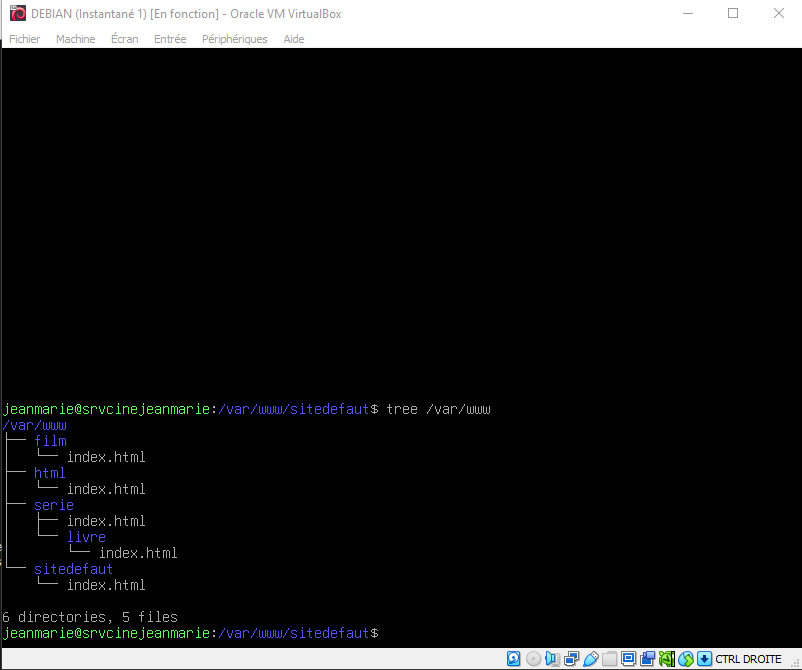 DEBIAN (Instantané 1) [En fonction] - Oracle VM VirtualBox
Fichier Machine Écran Entrée Périphériques Aide
jeanmarie@srvcinejeanmarie:/var/www/sitedefaut$ tree /var/www
/var/www
├── film
│   └── index.html
├── html
│   └── index.html
├── serie
│   ├── index.html
│   └── livre
│       └── index.html
└── sitedefaut
    └── index.html
6 directories, 5 files
jeanmarie@srvcinejeanmarie:/var/www/sitedefaut$
CTRL DROITE